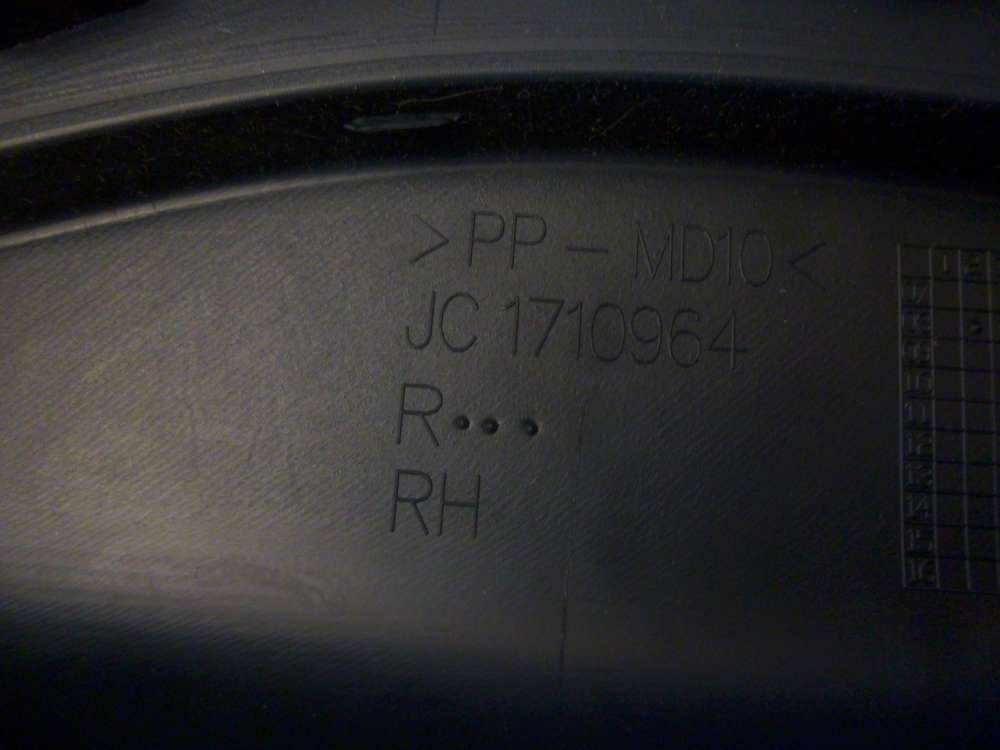 >PP-MD10<
JC 1710964
R•••
RH